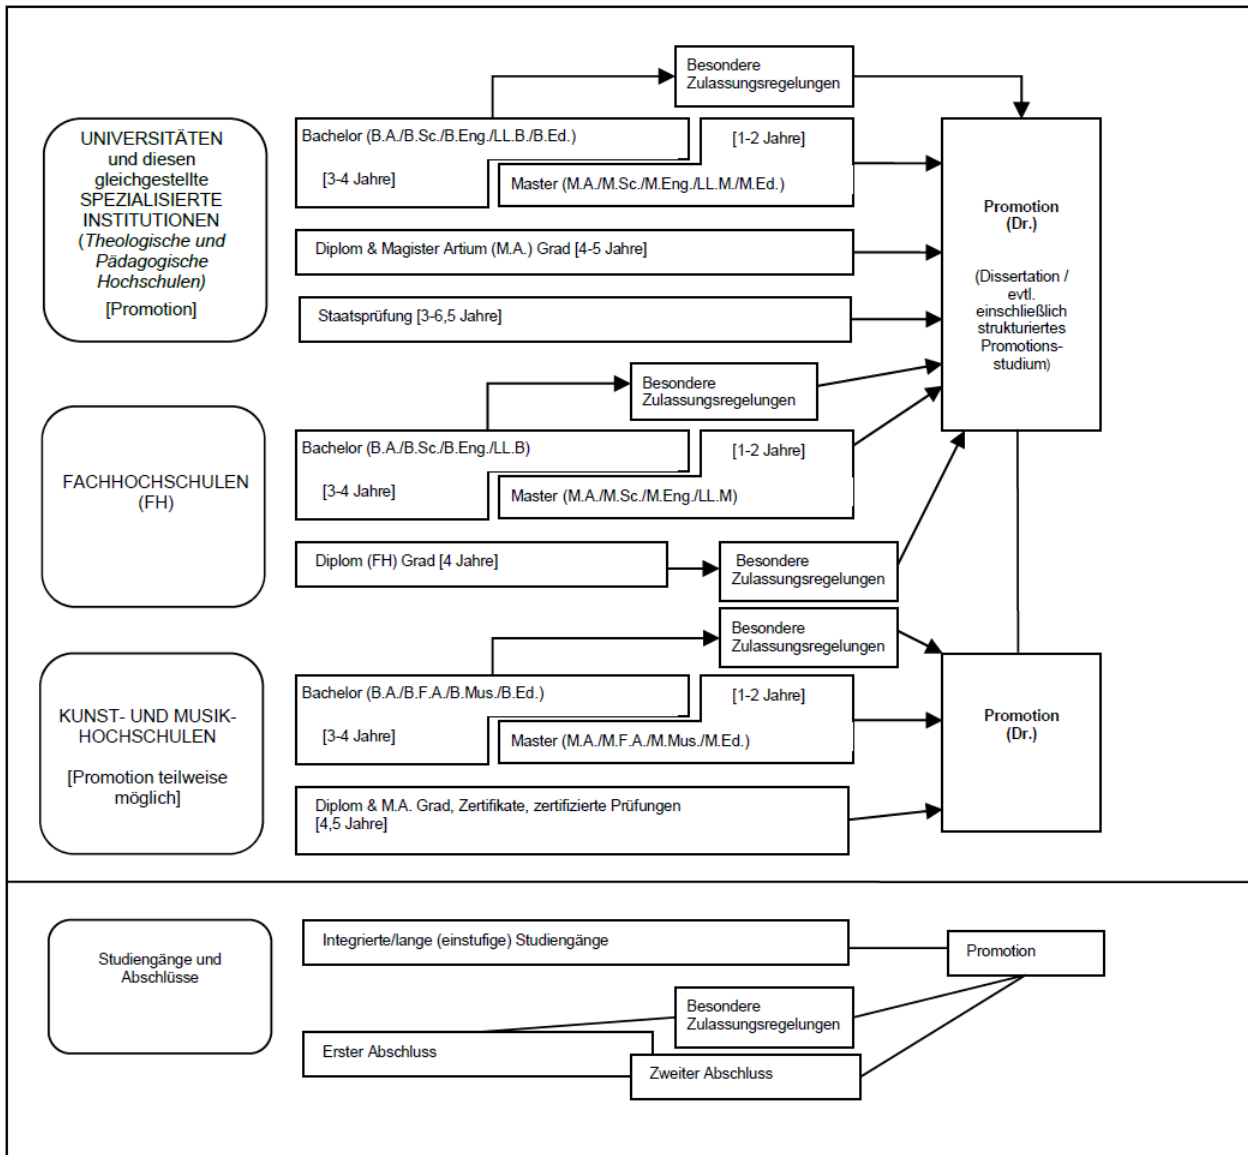 Besondere
Zulassungsregelungen
UNIVERSITÄTEN
und diesen
gleichgestellte
SPEZIALISIERTE
INSTITUTIONEN
(Theologische und
Pädagogische
Hochschulen)
[Promotion]
Bachelor (B.A./B.Sc./B.Eng./LL.B./B.Ed.)
[3-4 Jahre]
[1-2 Jahre]
Master (M.A./M.Sc./M.Eng./LL.M./M.Ed.)
Diplom & Magister Artium (M.A.) Grad [4-5 Jahre]
Staatsprüfung [3-6,5 Jahre]
Promotion
(Dr.)
(Dissertation /
evtl.
einschließlich
strukturiertes
Promotions-
studium)
Besondere
Zulassungsregelungen
FACHHOCHSCHULEN
(FH)
Bachelor (B.A./B.Sc./B.Eng./LL.B)
[3-4 Jahre]
[1-2 Jahre]
Master (M.A./M.Sc./M.Eng./LL.M)
Diplom (FH) Grad [4 Jahre]
Besondere
Zulassungsregelungen
Besondere
Zulassungsregelungen
KUNST- UND MUSIK-
HOCHSCHULEN
[Promotion teilweise
möglich]
Bachelor (B.A./B.F.A./B.Mus./B.Ed.)
[3-4 Jahre]
[1-2 Jahre]
Master (M.A./M.F.A./M.Mus./M.Ed.)
Diplom & M.A. Grad, Zertifikate, zertifizierte Prüfungen
[4,5 Jahre]
Promotion
(Dr.)
Studiengänge und
Abschlüsse
Integrierte/lange (einstufige) Studiengänge
Promotion
Besondere
Zulassungsregelungen
Erster Abschluss
Zweiter Abschluss